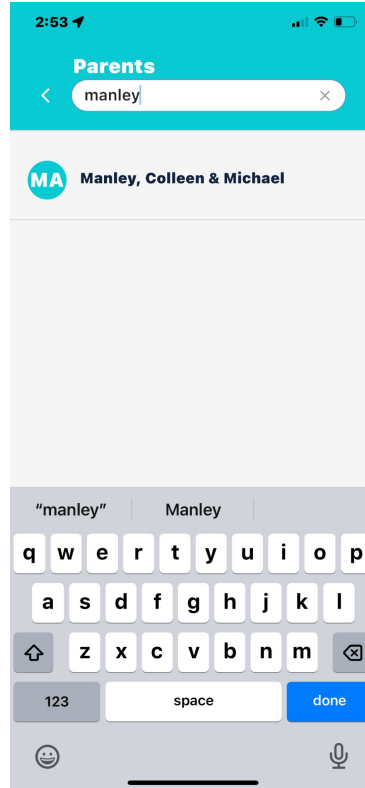 2:53
Parents
manley
MA
Manley, Colleen & Michael
“manley”
Manley
q w e r t y u i o p
a s d f g h j k l
z x c v b n m
123
space
done